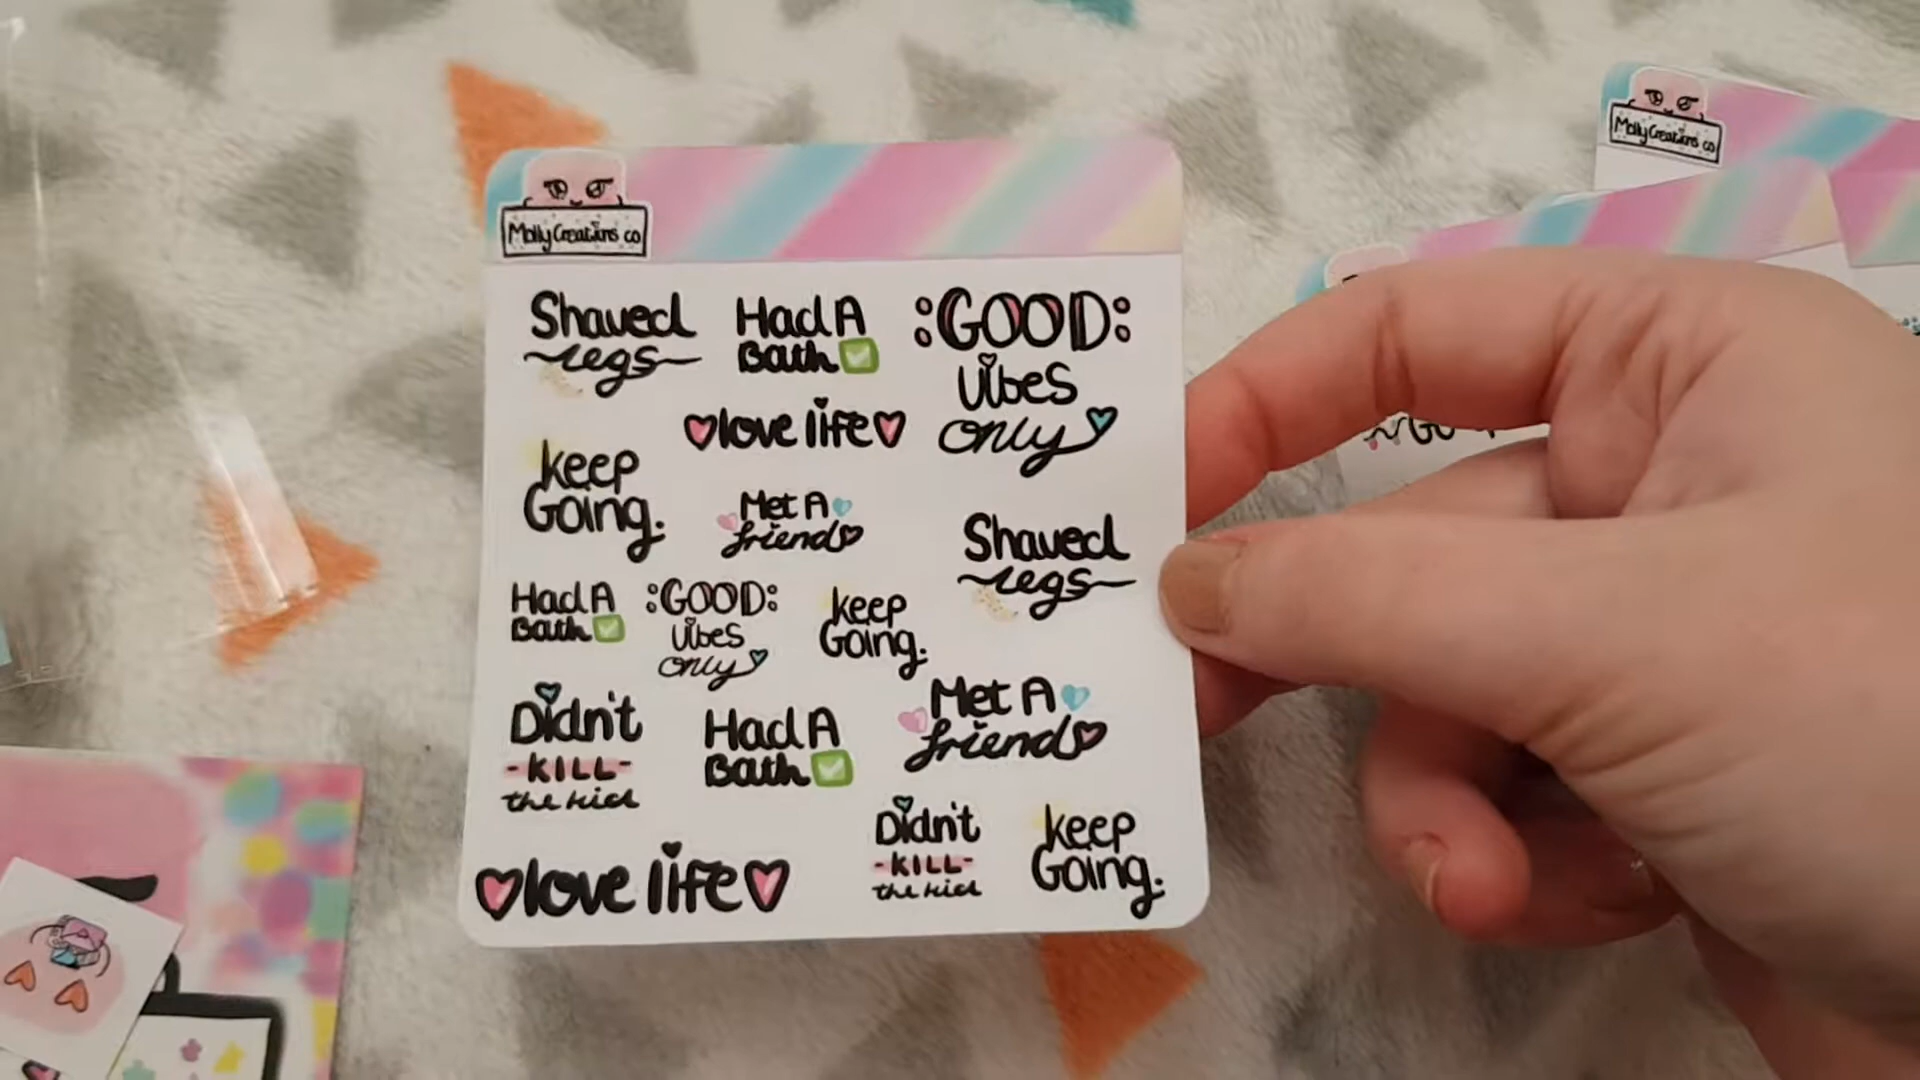 Molly Creations co
Molly Creations co
Shaved
legs
Had A
Bath
:GOOD:
Vibes
only
love life
keep
Going.
Met A
friend
Shaved
legs
Had A
Bath
:GOOD:
Vibes
only
keep
Going.
Didn't
-KILL-
the kid
Had A
Bath
Met A
friend
love life
Didn't
-KILL-
the kid
keep
Going.